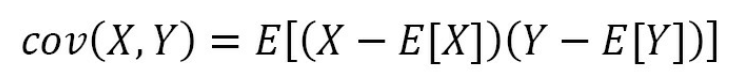 cov(X, Y) = E[(X − E[X])(Y − E[Y])]